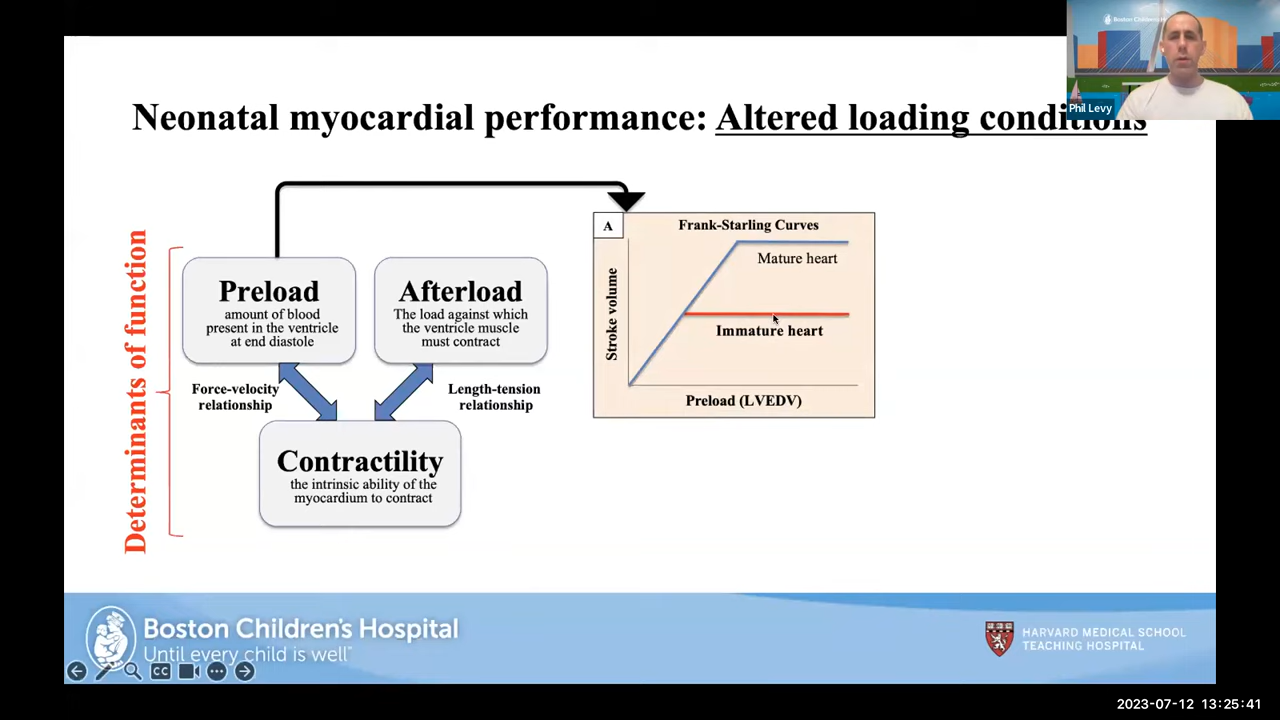 Boston Children's H
Phil Levy
Neonatal myocardial performance: Altered loading conditions
Determinants of function
Preload
amount of blood
present in the ventricle
at end diastole
Afterload
The load against which
the ventricle muscle
must contract
Force-velocity
relationship
Length-tension
relationship
Contractility
the intrinsic ability of the
myocardium to contract
A
Frank-Starling Curves
Stroke volume
Mature heart
Immature heart
Preload (LVEDV)
Boston Children's Hospital
Until every child is well™
HARVARD MEDICAL SCHOOL
TEACHING HOSPITAL
CC
2023-07-12 13:25:41